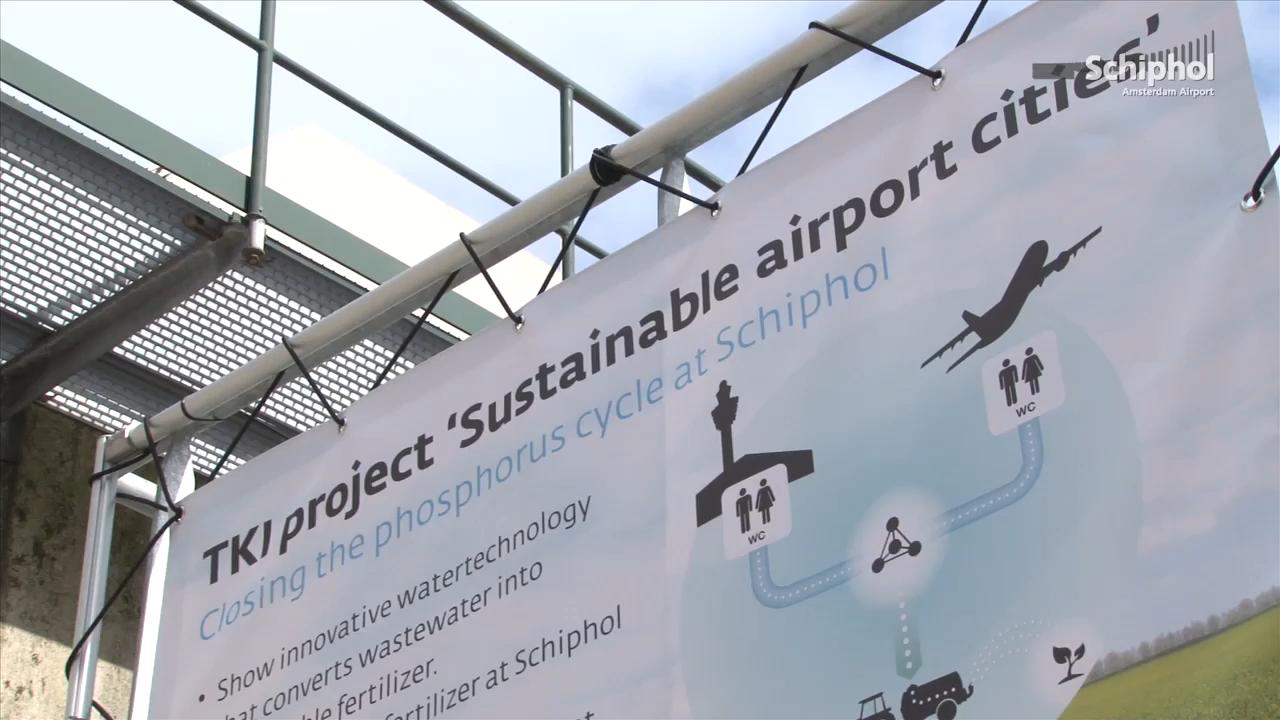 Schiphol
Amsterdam Airport
TKI project ‘Sustainable airport cities’
Closing the phosphorus cycle at Schiphol
• Show innovative watertechnology
hat converts wastewater into
fertilizer.
fertilizer at Schiphol
WC
WC